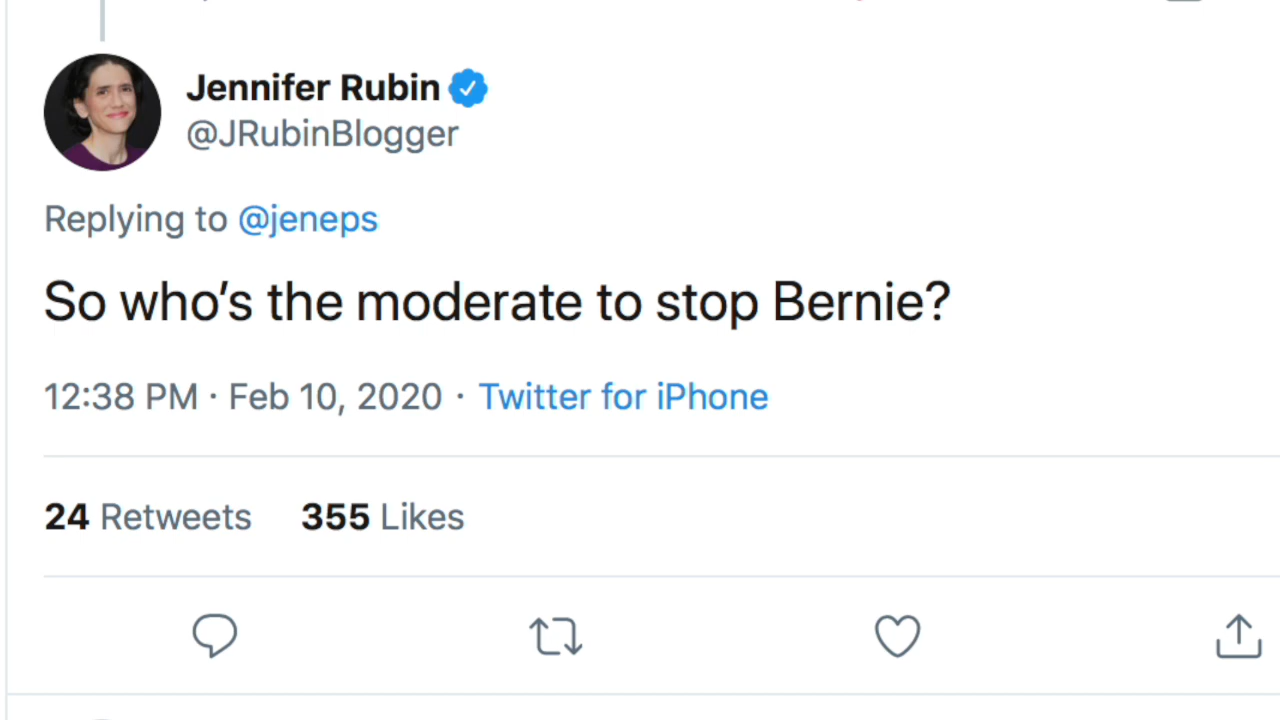 Jennifer Rubin
@JRubinBlogger
Replying to @jeneps
So who’s the moderate to stop Bernie?
12:38 PM · Feb 10, 2020 · Twitter for iPhone
24 Retweets 355 Likes